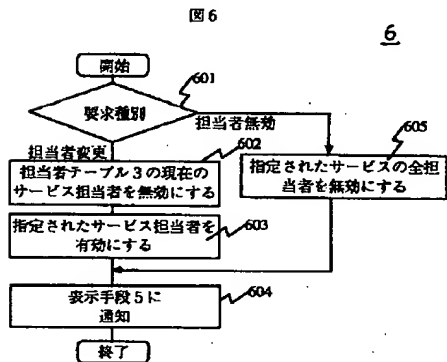 図6
6
開始
601
要求種別
担当者無効
担当者変更
602
605
担当者テーブル3の現在の
サービス担当者を無効にする
指定されたサービスの全担
当者を無効にする
指定されたサービス担当者を
有効にする
603
表示手段5に
通知
604
終了